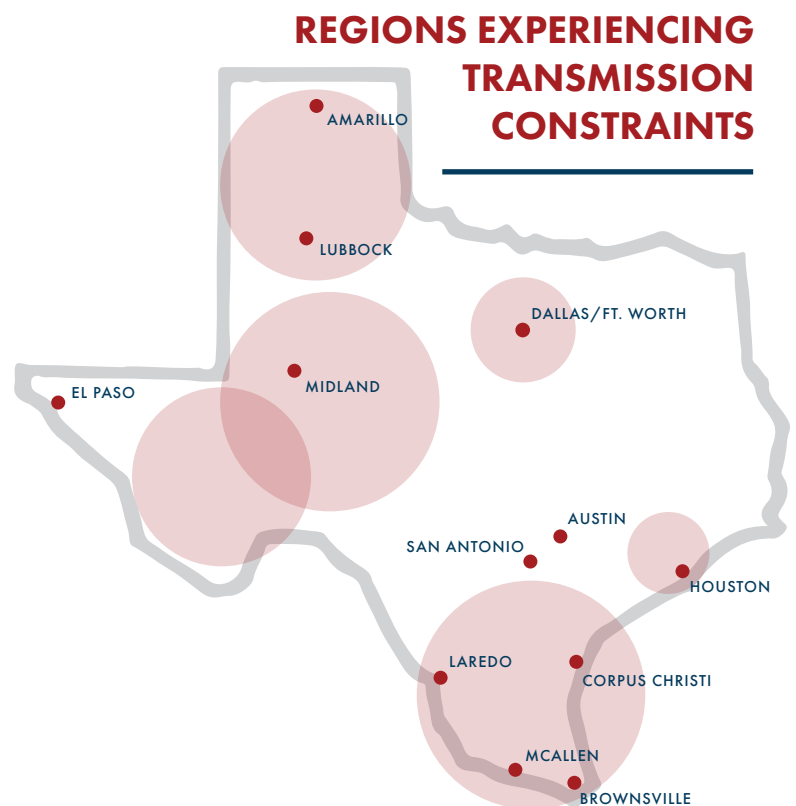 REGIONS EXPERIENCING
TRANSMISSION
CONSTRAINTS
AMARILLO
LUBBOCK
DALLAS/FT. WORTH
MIDLAND
EL PASO
AUSTIN
SAN ANTONIO
HOUSTON
LAREDO
CORPUS CHRISTI
MCALLEN
BROWNSVILLE